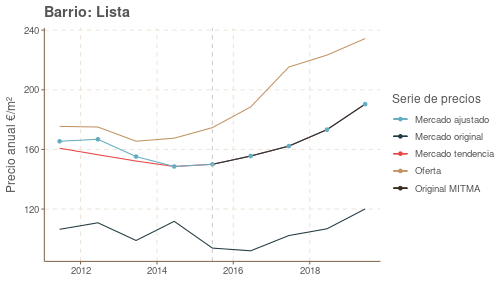 Barrio: Lista
Precio anual €/m²
240
200
160
120
2012
2014
2016
2018
Serie de precios
Mercado ajustado
Mercado original
Mercado tendencia
Oferta
Original MITMA